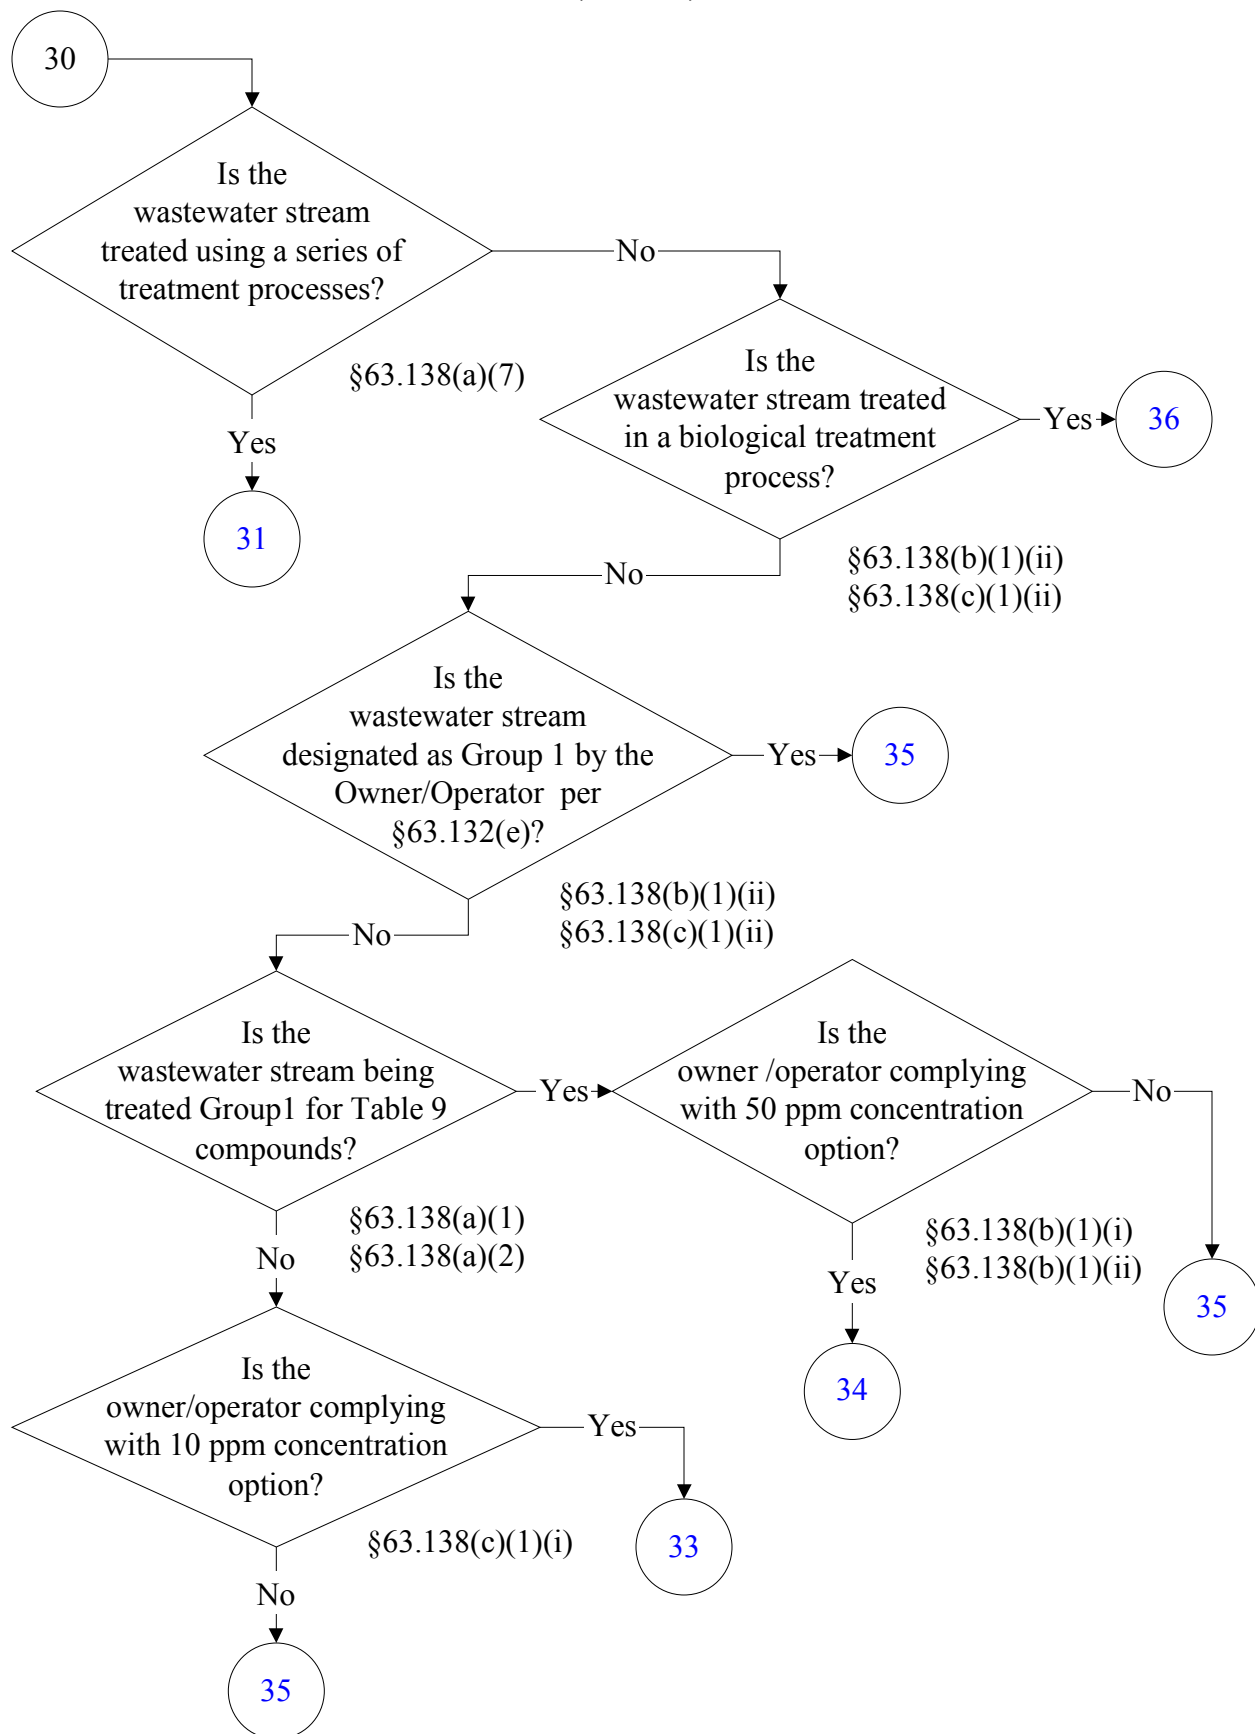 30
Is the
wastewater stream
treated using a series of
treatment processes?
No
§63.138(a)(7)
Yes
31
Is the
wastewater stream treated
in a biological treatment
process?
Yes
36
§63.138(b)(1)(ii)
§63.138(c)(1)(ii)
No
Is the
wastewater stream
designated as Group 1 by the
Owner/Operator per
§63.132(e)?
Yes
35
§63.138(b)(1)(ii)
§63.138(c)(1)(ii)
No
Is the
wastewater stream being
treated Group1 for Table 9
compounds?
Yes
§63.138(a)(1)
§63.138(a)(2)
Is the
owner /operator complying
with 50 ppm concentration
option?
No
§63.138(b)(1)(i)
§63.138(b)(1)(ii)
35
Yes
34
No
Is the
owner/operator complying
with 10 ppm concentration
option?
Yes
33
§63.138(c)(1)(i)
No
35